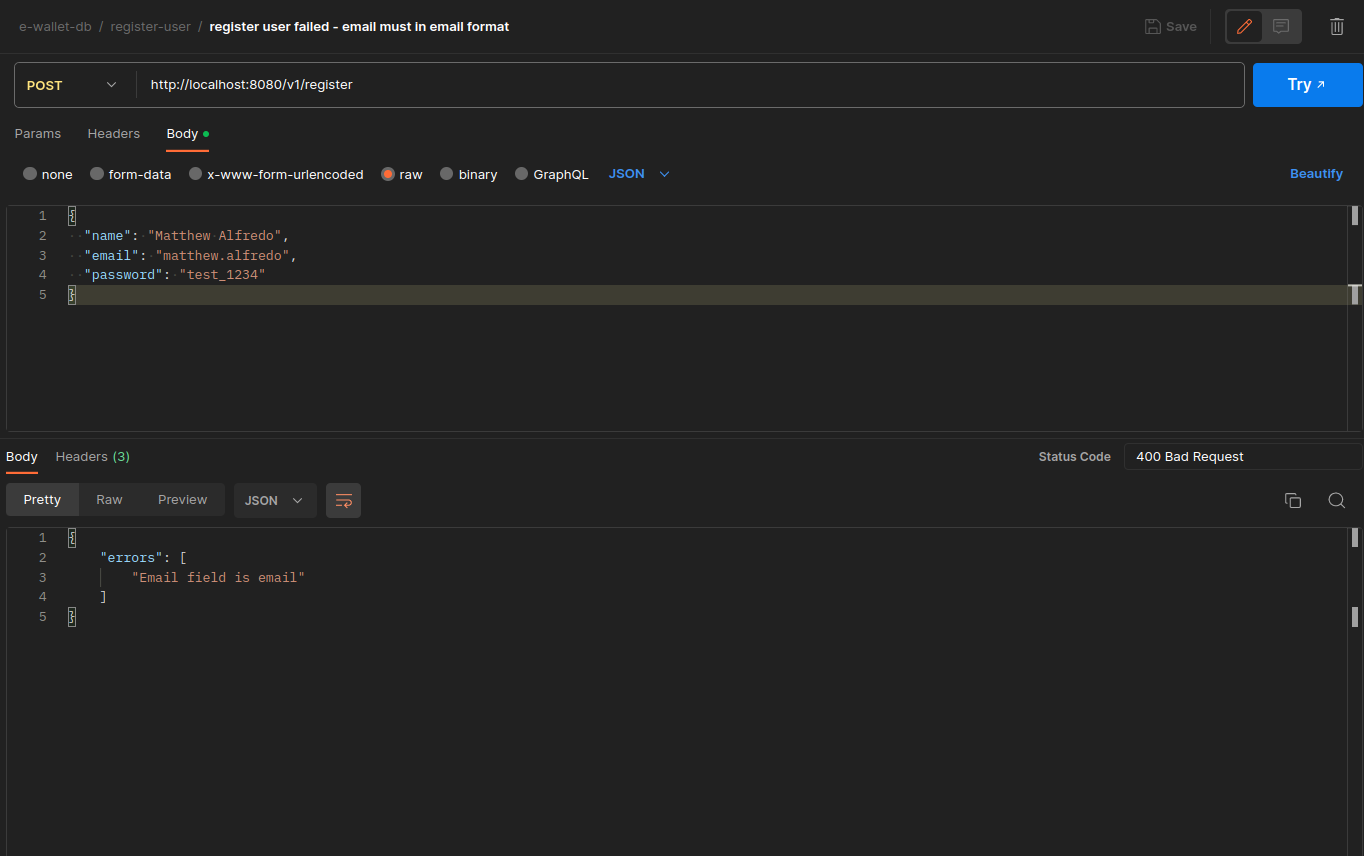 e-wallet-db / register-user / register user failed - email must in email format
Save
POST
http://localhost:8080/v1/register
Try
Params Headers Body
none form-data x-www-form-urlencoded raw binary GraphQL JSON Beautify
1 {
2 "name": "Matthew Alfredo",
3 "email": "matthew.alfredo",
4 "password": "test_1234"
5 }
Body Headers (3) Status Code 400 Bad Request
Pretty Raw Preview JSON
1 {
2 "errors": [
3 "Email field is email"
4 ]
5 }